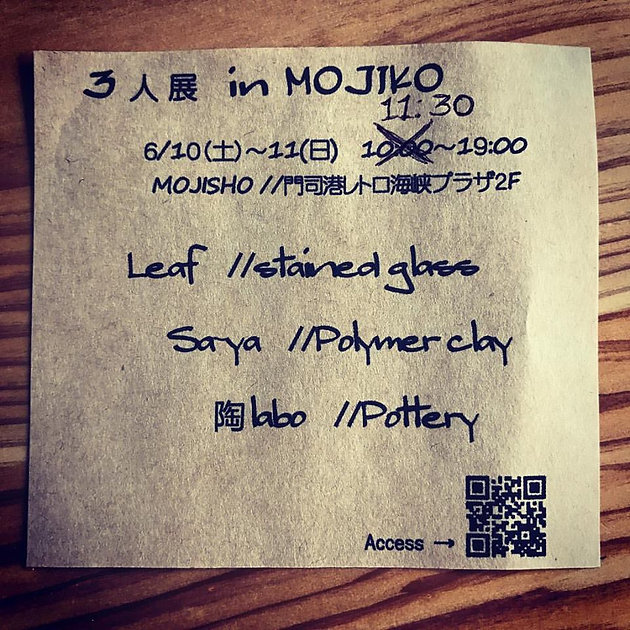 3人展 in MOJIKO
11:30
6/10(土)~11(日) 10:00~19:00
MOJISHO //門司港レトロ海峡プラザ2F
Leaf //stained glass
Sa-ya //Polymer clay
陶labo //Pottery
Access →